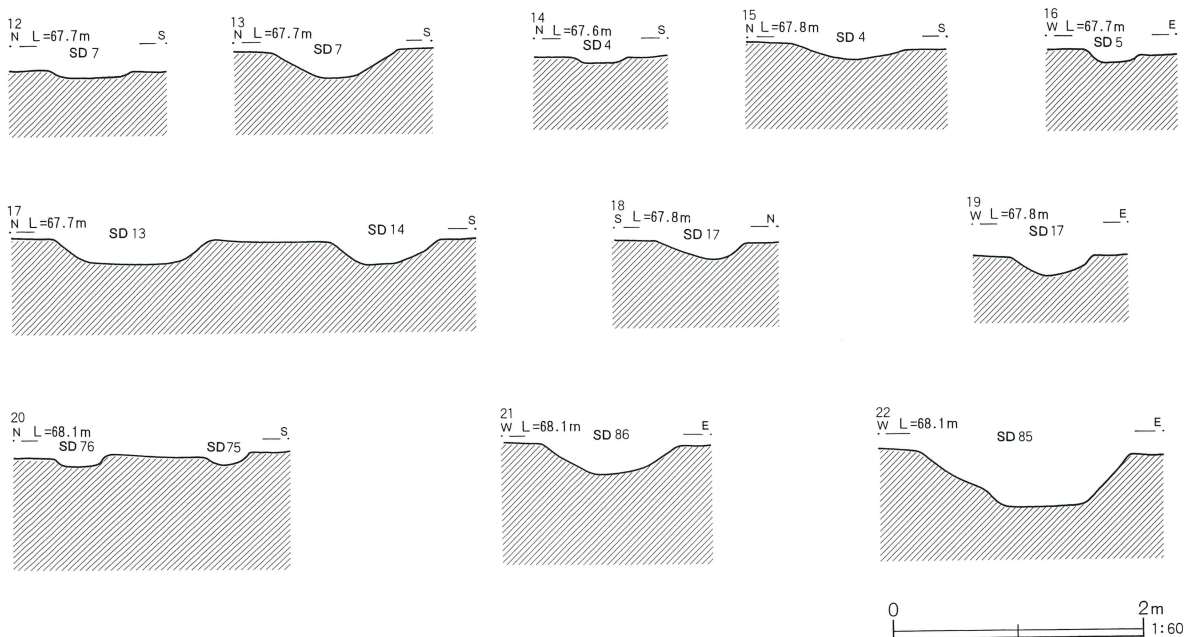 12
N L=67.7m S
SD 7
13
N L=67.7m S
SD 7
14
N L=67.6m S
SD 4
15
N L=67.8m S
SD 4
16
W L=67.7m E
SD 5
17
N L=67.7m S
SD 13 SD 14
18
S L=67.8m N
SD 17
19
W L=67.8m E
SD 17
20
N L=68.1m S
SD 76 SD 75
21
W L=68.1m E
SD 86
22
W L=68.1m E
SD 85
0 2m
1:60